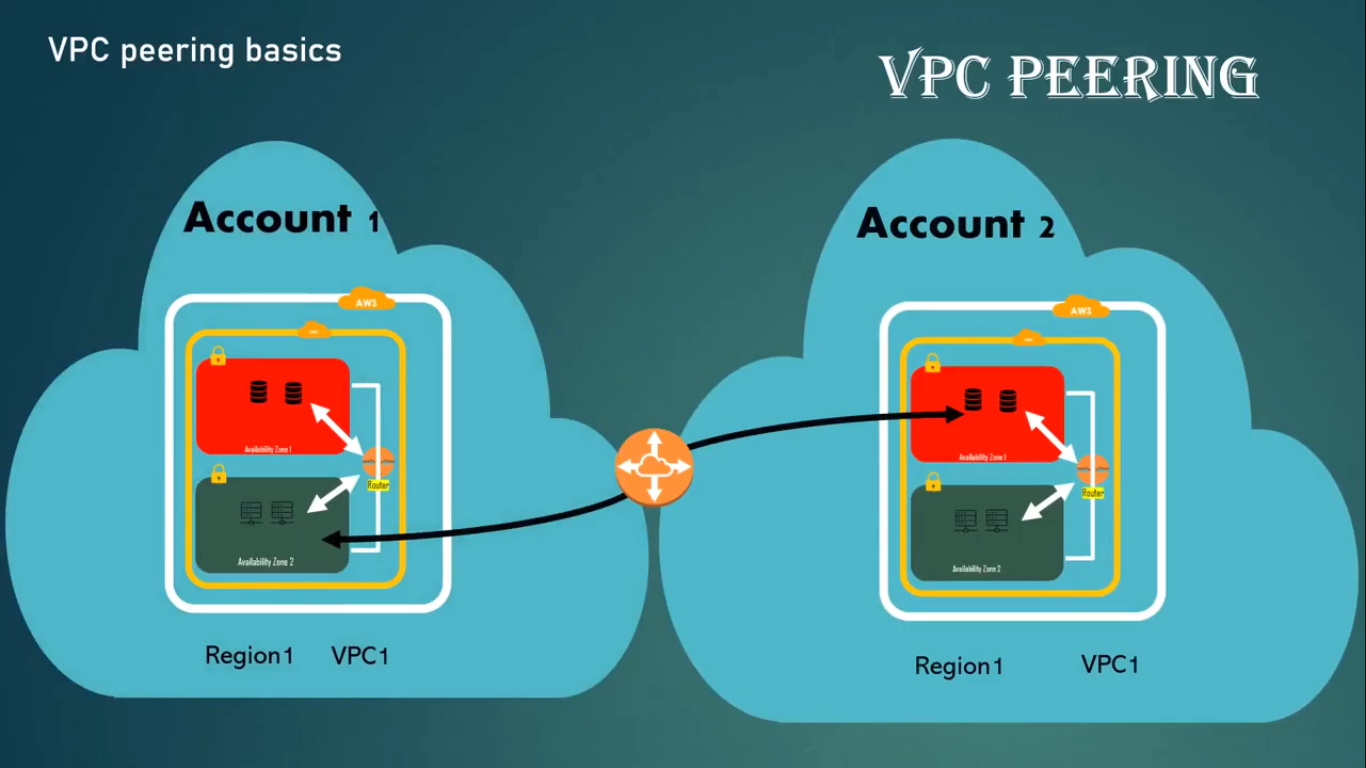 VPC peering basics
VPC PEERING
Account 1
AWS
Availability Zone 1
Router
Availability Zone 2
Region1 VPC1
Account 2
AWS
Availability Zone 1
Router
Availability Zone 2
Region1 VPC1